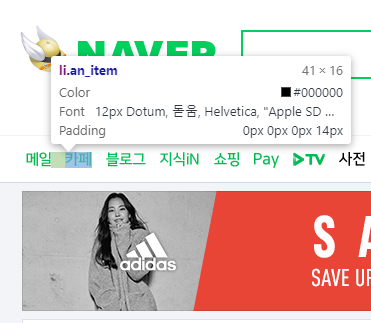 NAVER
li.an_item 41 × 16
Color #000000
Font 12px Dotum, 돋움, Helvetica, "Apple SD ...
Padding 0px 0px 0px 14px
메일 카페 블로그 지식iN 쇼핑 Pay TV 사전
adidas
S A
SAVE UP